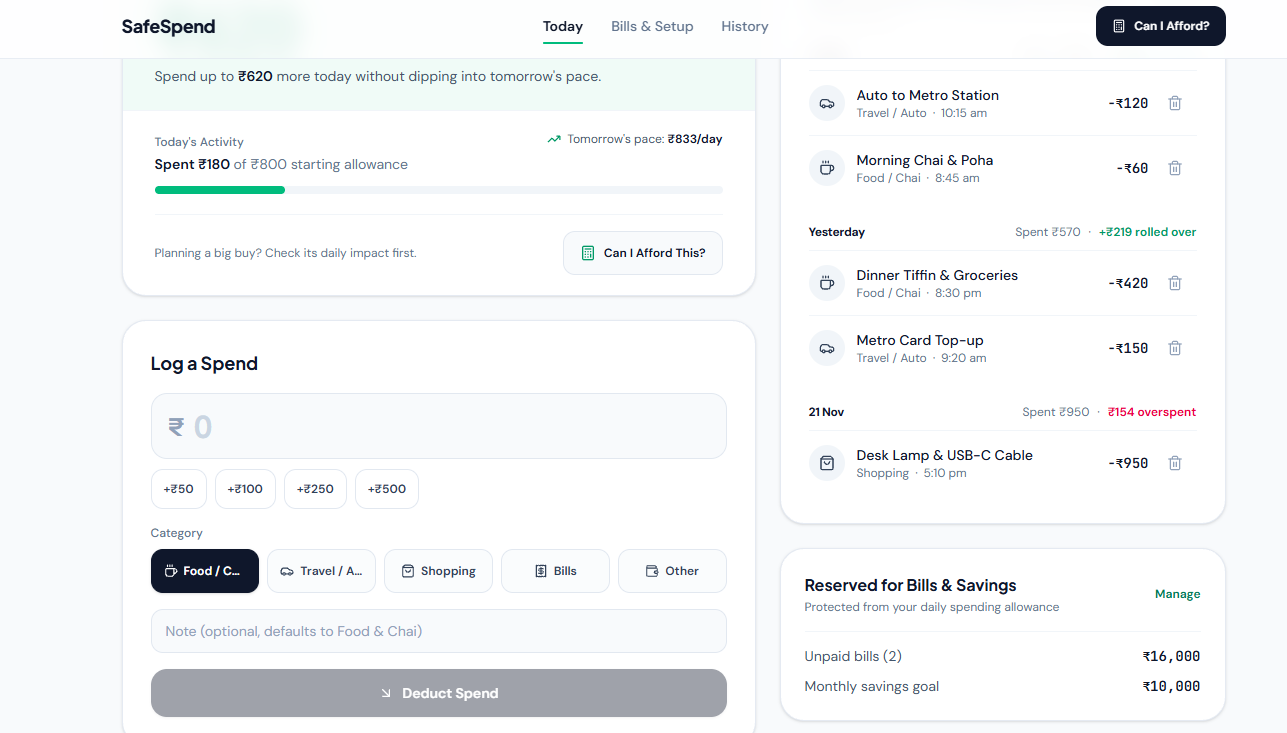 SafeSpend
Today
Bills & Setup
History
Can I Afford?
Spend up to ₹620 more today without dipping into tomorrow's pace.
Today's Activity
Tomorrow's pace: ₹833/day
Spent ₹180 of ₹800 starting allowance
Planning a big buy? Check its daily impact first.
Can I Afford This?
Log a Spend
₹ 0
+₹50
+₹100
+₹250
+₹500
Category
Food / C...
Travel / A...
Shopping
Bills
Other
Note (optional, defaults to Food & Chai)
Deduct Spend
Auto to Metro Station
Travel / Auto · 10:15 am
-₹120
Morning Chai & Poha
Food / Chai · 8:45 am
-₹60
Yesterday
Spent ₹570 · +₹219 rolled over
Dinner Tiffin & Groceries
Food / Chai · 8:30 pm
-₹420
Metro Card Top-up
Travel / Auto · 9:20 am
-₹150
21 Nov
Spent ₹950 · ₹154 overspent
Desk Lamp & USB-C Cable
Shopping · 5:10 pm
-₹950
Reserved for Bills & Savings
Protected from your daily spending allowance
Manage
Unpaid bills (2)
₹16,000
Monthly savings goal
₹10,000